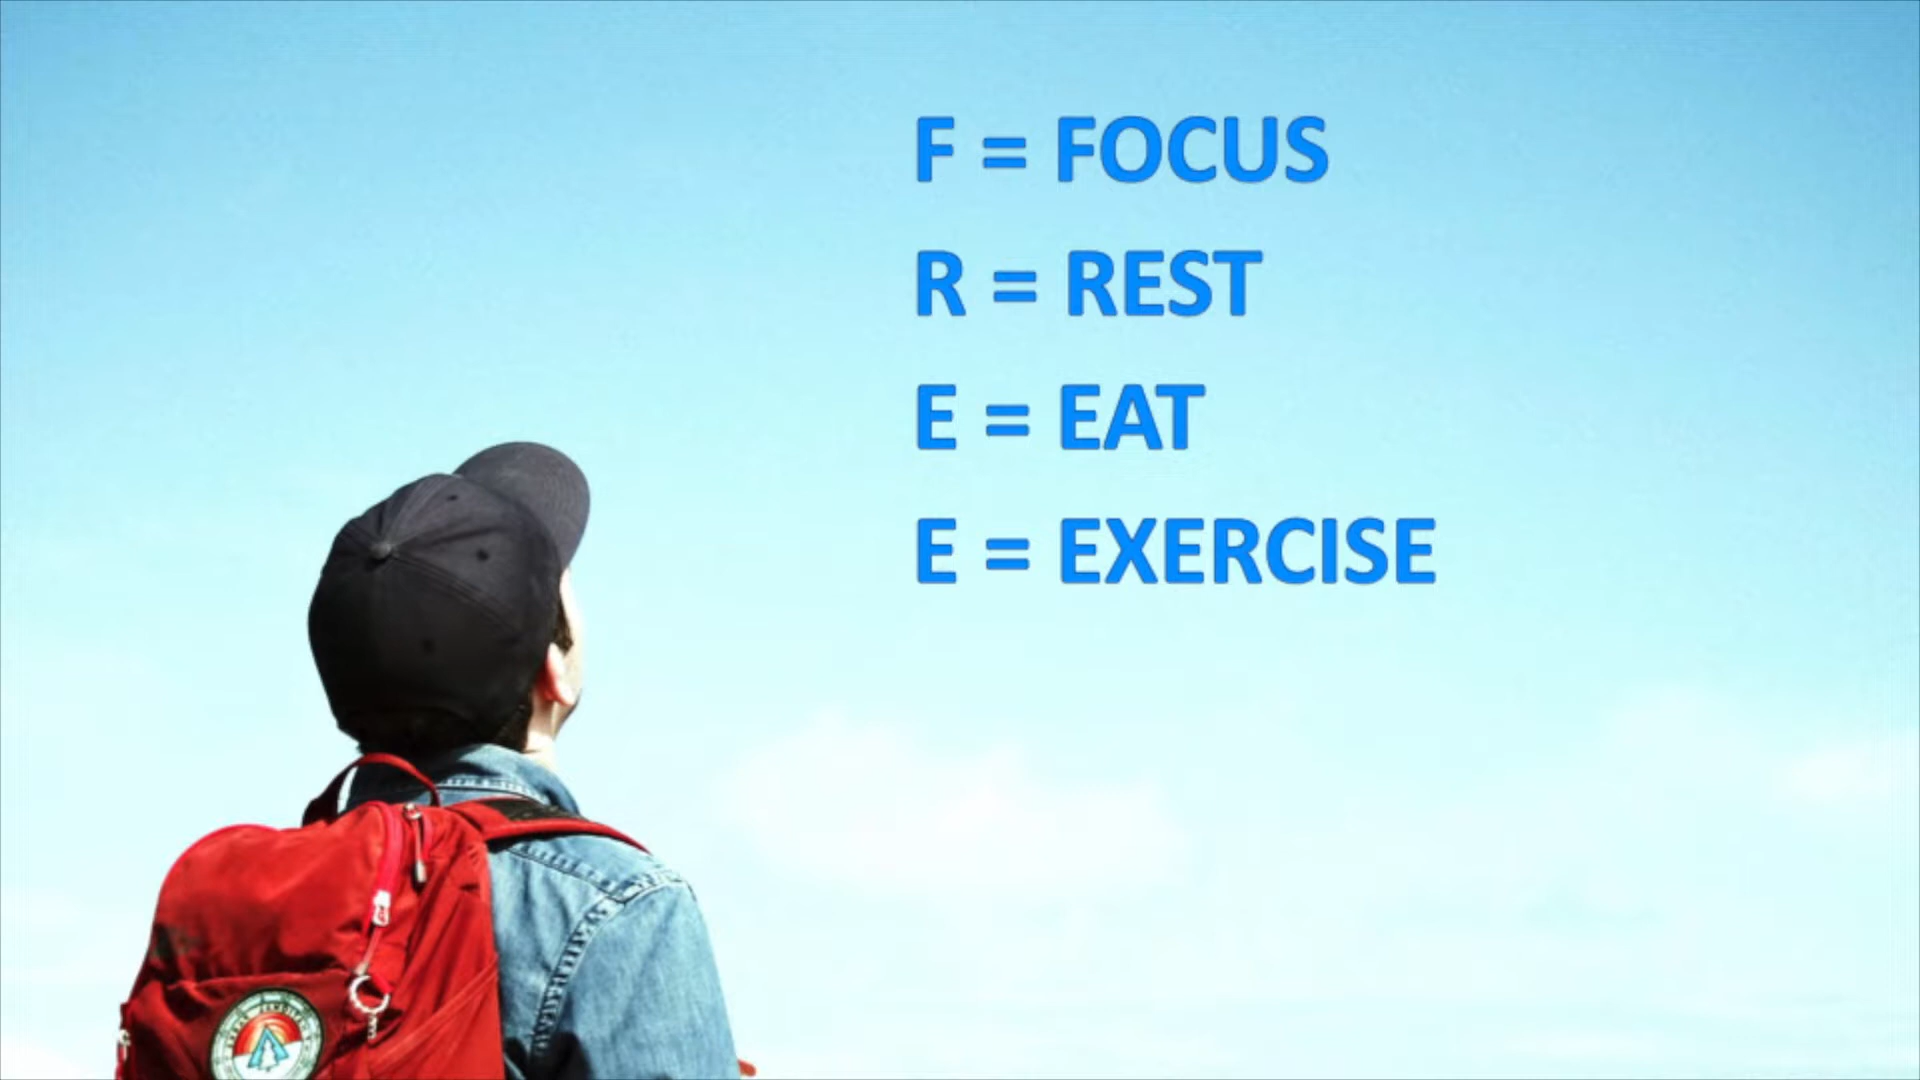 F = FOCUS
R = REST
E = EAT
E = EXERCISE